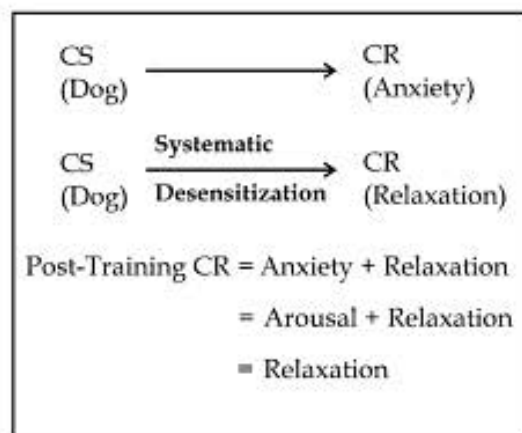 CS CR
(Dog) (Anxiety)
Systematic
CS CR
(Dog) Desensitization (Relaxation)
Post-Training CR = Anxiety + Relaxation
= Arousal + Relaxation
= Relaxation